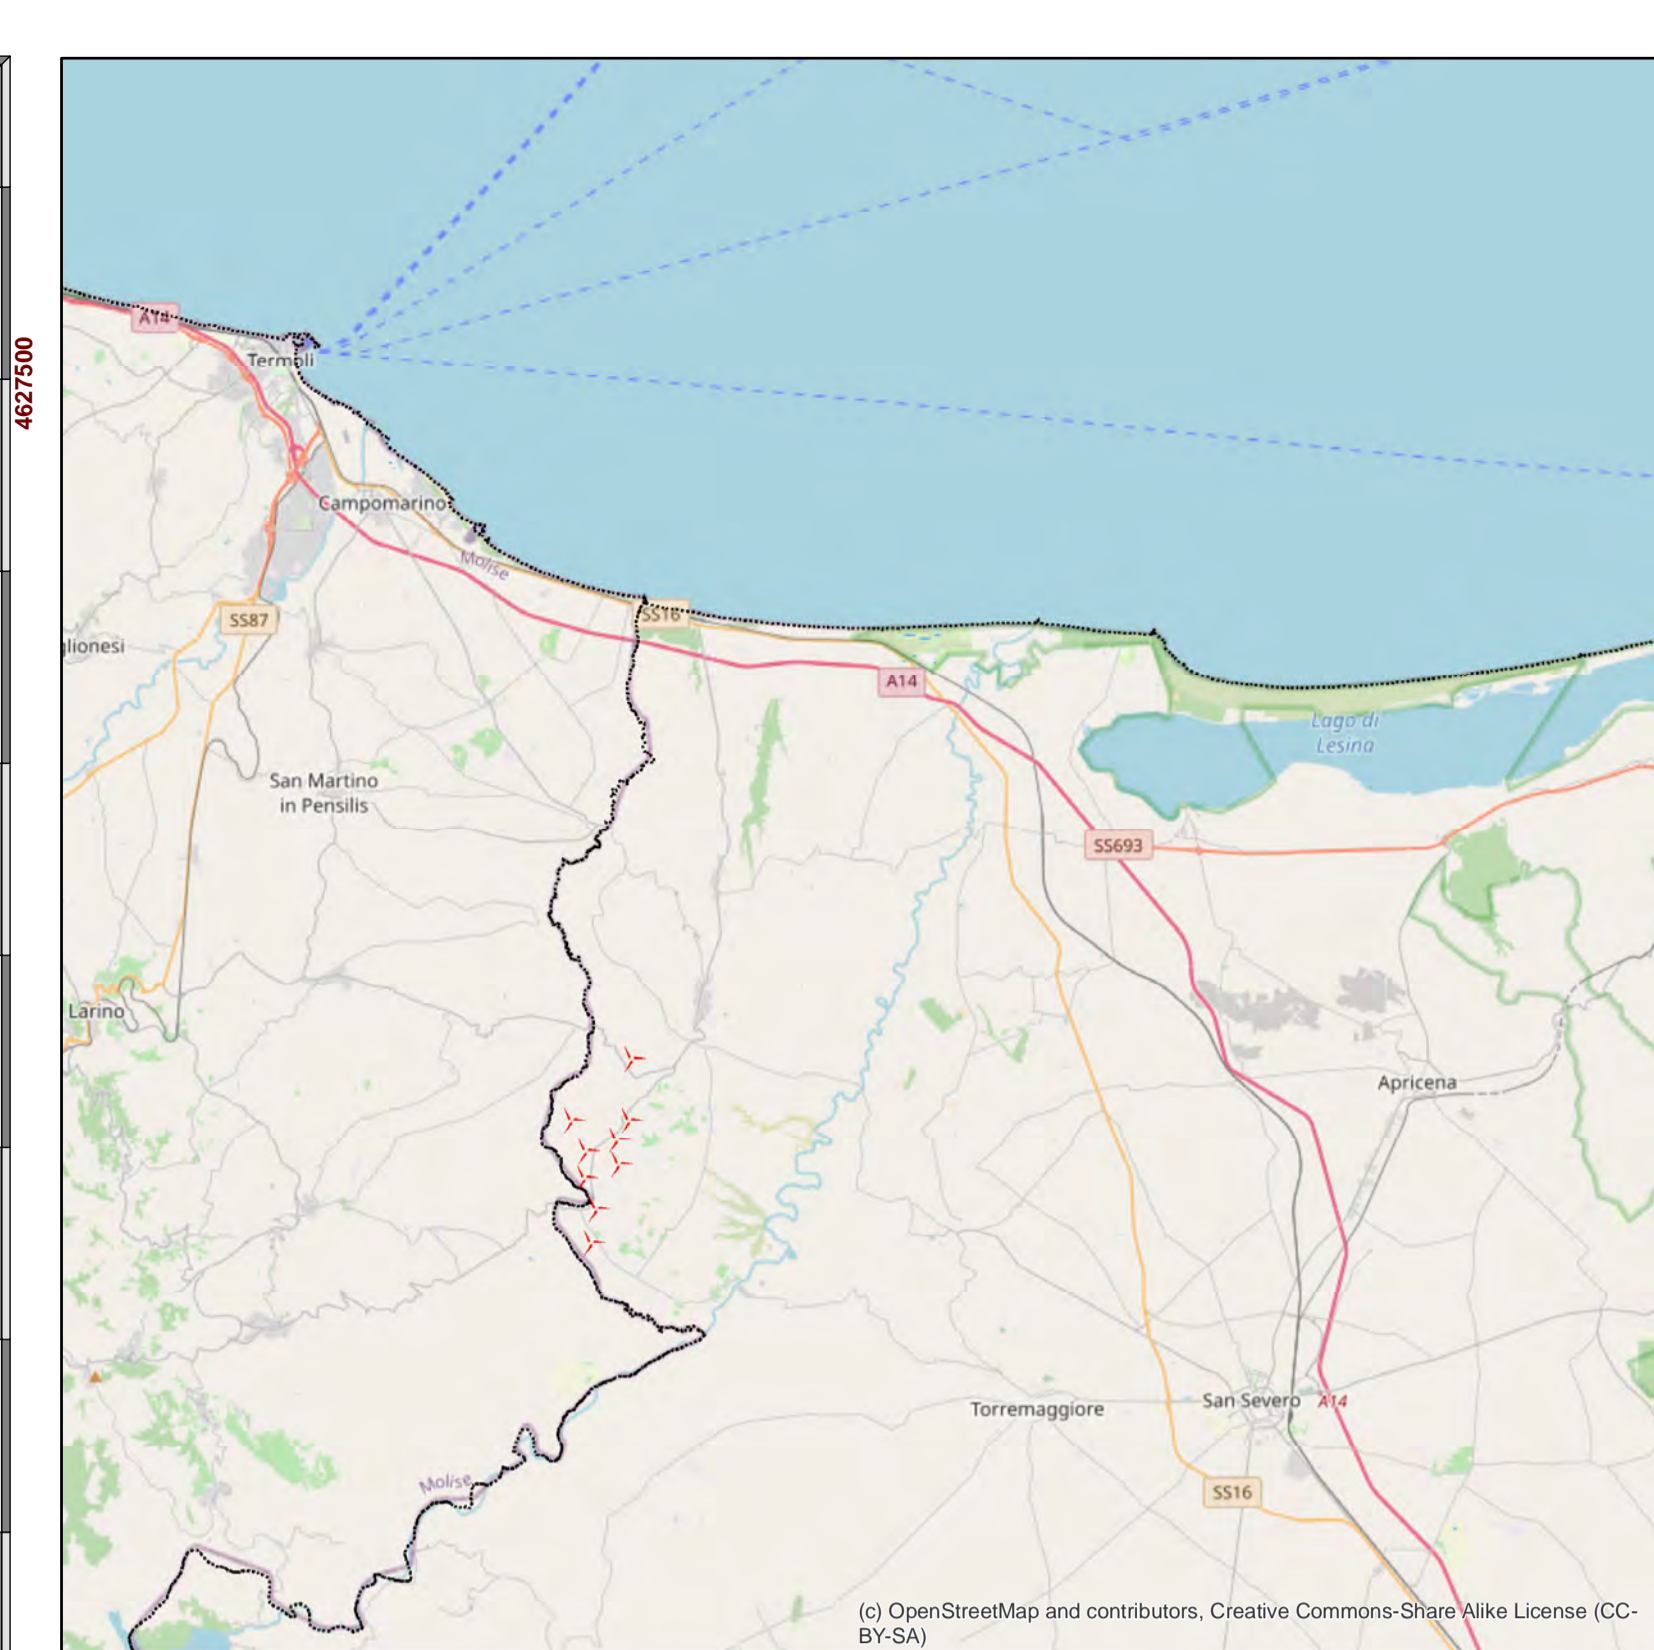 4627500
A14
Termoli
Campomarino
Molise
SS16
SS87
glionesi
A14
Lago di
Lesina
San Martino
in Pensilis
SS693
Larino
Apricena
San Severo
A14
Torremaggiore
Molise
SS16
(c) OpenStreetMap and contributors, Creative Commons-Share Alike License (CC-
BY-SA)